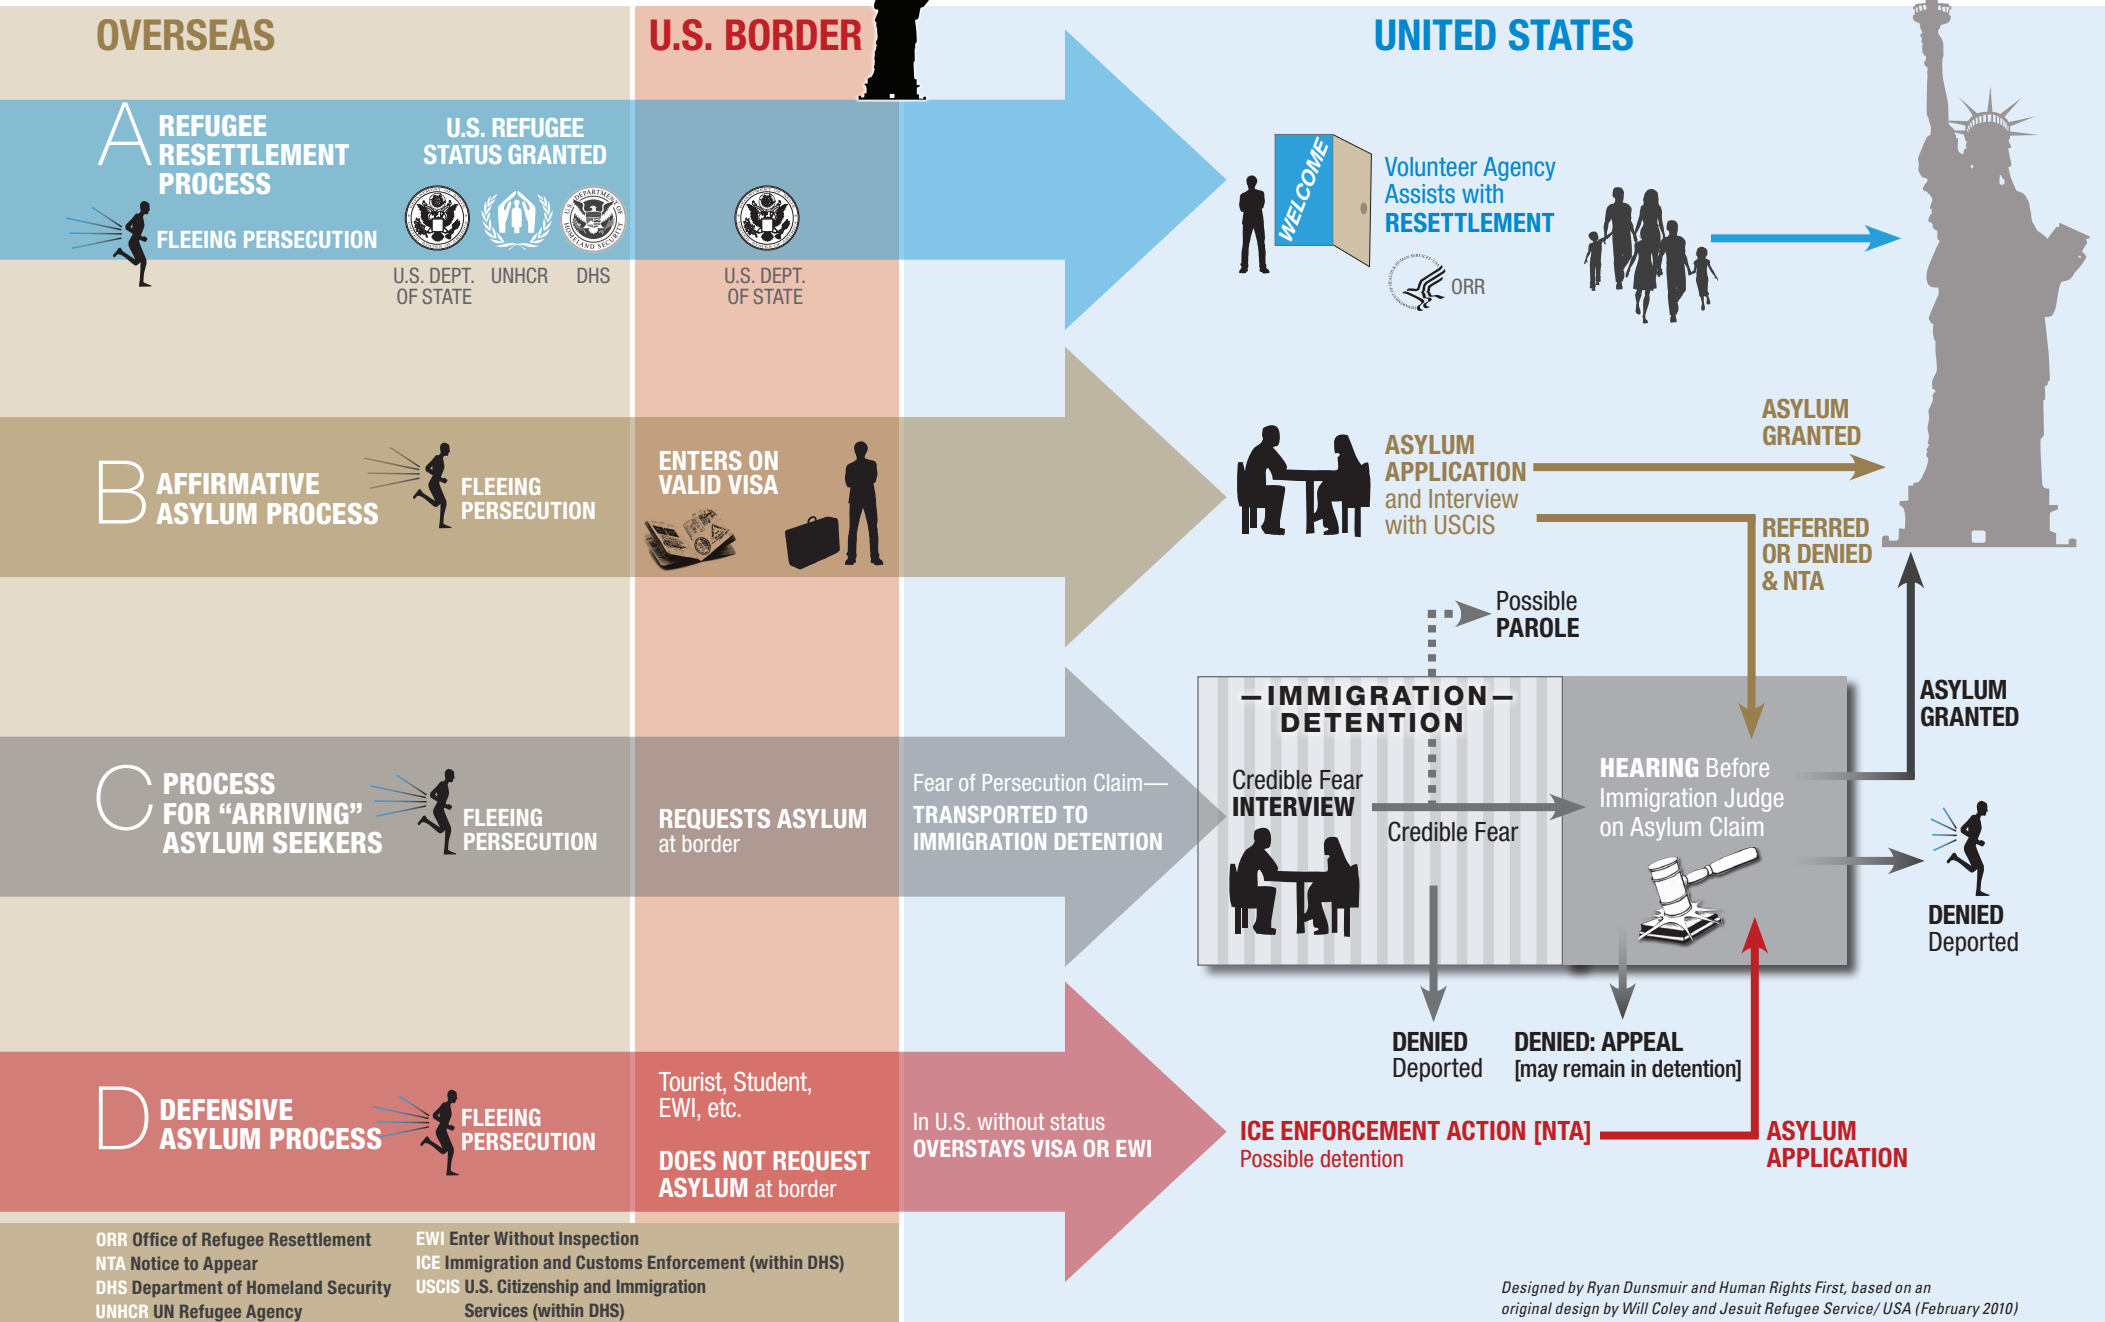 OVERSEAS
U.S. BORDER
UNITED STATES
A REFUGEE
RESETTLEMENT
PROCESS
FLEEING PERSECUTION
U.S. REFUGEE
STATUS GRANTED
U.S. DEPT.
OF STATE
UNHCR
DHS
U.S. DEPT.
OF STATE
WELCOME
Volunteer Agency
Assists with
RESETTLEMENT
ORR
B AFFIRMATIVE
ASYLUM PROCESS
FLEEING
PERSECUTION
ENTERS ON
VALID VISA
ASYLUM
APPLICATION
and Interview
with USCIS
ASYLUM
GRANTED
REFERRED
OR DENIED
& NTA
Possible
PAROLE
C PROCESS
FOR “ARRIVING”
ASYLUM SEEKERS
FLEEING
PERSECUTION
REQUESTS ASYLUM
at border
Fear of Persecution Claim—
TRANSPORTED TO
IMMIGRATION DETENTION
—IMMIGRATION—
DETENTION
Credible Fear
INTERVIEW
Credible Fear
HEARING Before
Immigration Judge
on Asylum Claim
ASYLUM
GRANTED
DENIED
Deported
DENIED
Deported
DENIED: APPEAL
[may remain in detention]
D DEFENSIVE
ASYLUM PROCESS
FLEEING
PERSECUTION
Tourist, Student,
EWI, etc.
DOES NOT REQUEST
ASYLUM at border
In U.S. without status
OVERSTAYS VISA OR EWI
ICE ENFORCEMENT ACTION [NTA]
Possible detention
ASYLUM
APPLICATION
ORR Office of Refugee Resettlement
NTA Notice to Appear
DHS Department of Homeland Security
UNHCR UN Refugee Agency
EWI Enter Without Inspection
ICE Immigration and Customs Enforcement (within DHS)
USCIS U.S. Citizenship and Immigration
Services (within DHS)
Designed by Ryan Dunsmuir and Human Rights First, based on an
original design by Will Coley and Jesuit Refugee Service/ USA (February 2010)